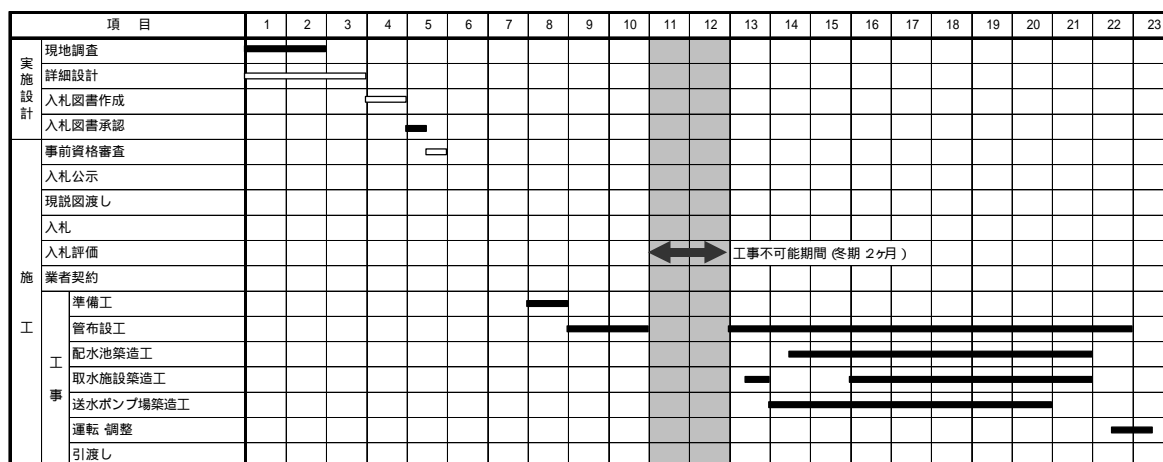 項 目 1 2 3 4 5 6 7 8 9 10 11 12 13 14 15 16 17 18 19 20 21 22 23
実施設計
現地調査
詳細設計
入札図書作成
入札図書承認
施工
事前資格審査
入札公示
現説図渡し
入札
入札評価 工事不可能期間(冬期 2ヶ月)
業者契約
工事
準備工
管布設工
配水池築造工
取水施設築造工
送水ポンプ場築造工
運転・調整
引渡し